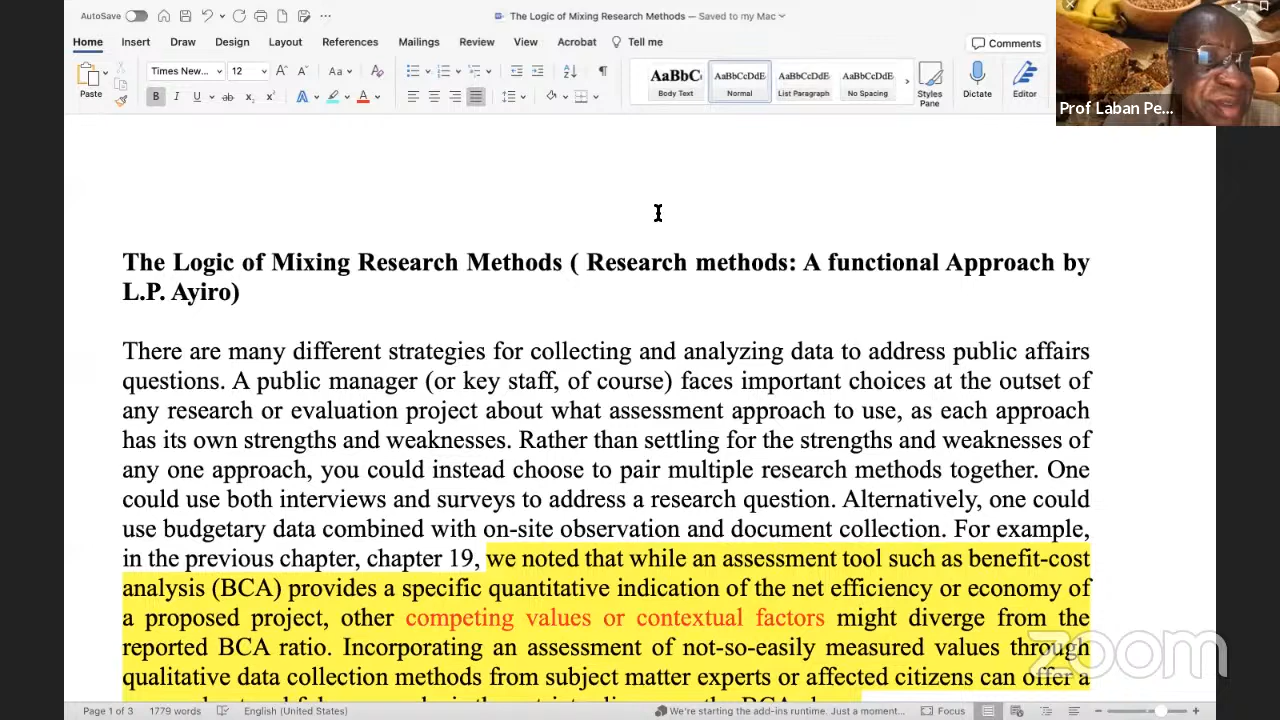 AutoSave
The Logic of Mixing Research Methods — Saved to my Mac
Home Insert Draw Design Layout References Mailings Review View Acrobat Tell me
Comments
Paste
Times New... 12
Aa
B I U ab x₂ x² A A
AaBbC Body Text
AaBbCcDdE Normal
AaBbCcDdE List Paragraph
AaBbCcDdE No Spacing
Styles Pane
Dictate
Editor
Prof Laban Pe...
The Logic of Mixing Research Methods ( Research methods: A functional Approach by
L.P. Ayiro)
There are many different strategies for collecting and analyzing data to address public affairs
questions. A public manager (or key staff, of course) faces important choices at the outset of
any research or evaluation project about what assessment approach to use, as each approach
has its own strengths and weaknesses. Rather than settling for the strengths and weaknesses of
any one approach, you could instead choose to pair multiple research methods together. One
could use both interviews and surveys to address a research question. Alternatively, one could
use budgetary data combined with on-site observation and document collection. For example,
in the previous chapter, chapter 19, we noted that while an assessment tool such as benefit-cost
analysis (BCA) provides a specific quantitative indication of the net efficiency or economy of
a proposed project, other competing values or contextual factors might diverge from the
reported BCA ratio. Incorporating an assessment of not-so-easily measured values through
qualitative data collection methods from subject matter experts or affected citizens can offer a
zoom
Page 1 of 3 1779 words English (United States) We're starting the add-ins runtime. Just a moment... Focus